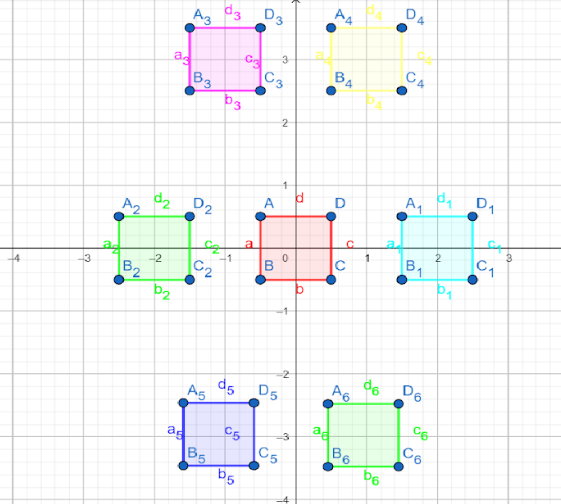 d₃ d₄
A₃ D₃ A₄ D₄
a₃ c₃ 3 a₄ c₄
B₃ C₃ B₄ C₄
b₃ b₄
2
1
d₂ d d₁
A₂ D₂ A D A₁ D₁
a₂ c₂ a c a₁ c₁
−4 −3 −2 −1 0 1 2 3
B₂ C₂ B C B₁ C₁
b₂ b b₁
−1
−2
d₅ d₆
A₅ D₅ A₆ D₆
a₅ c₅ −3 a₆ c₆
B₅ C₅ B₆ C₆
b₅ b₆
−4